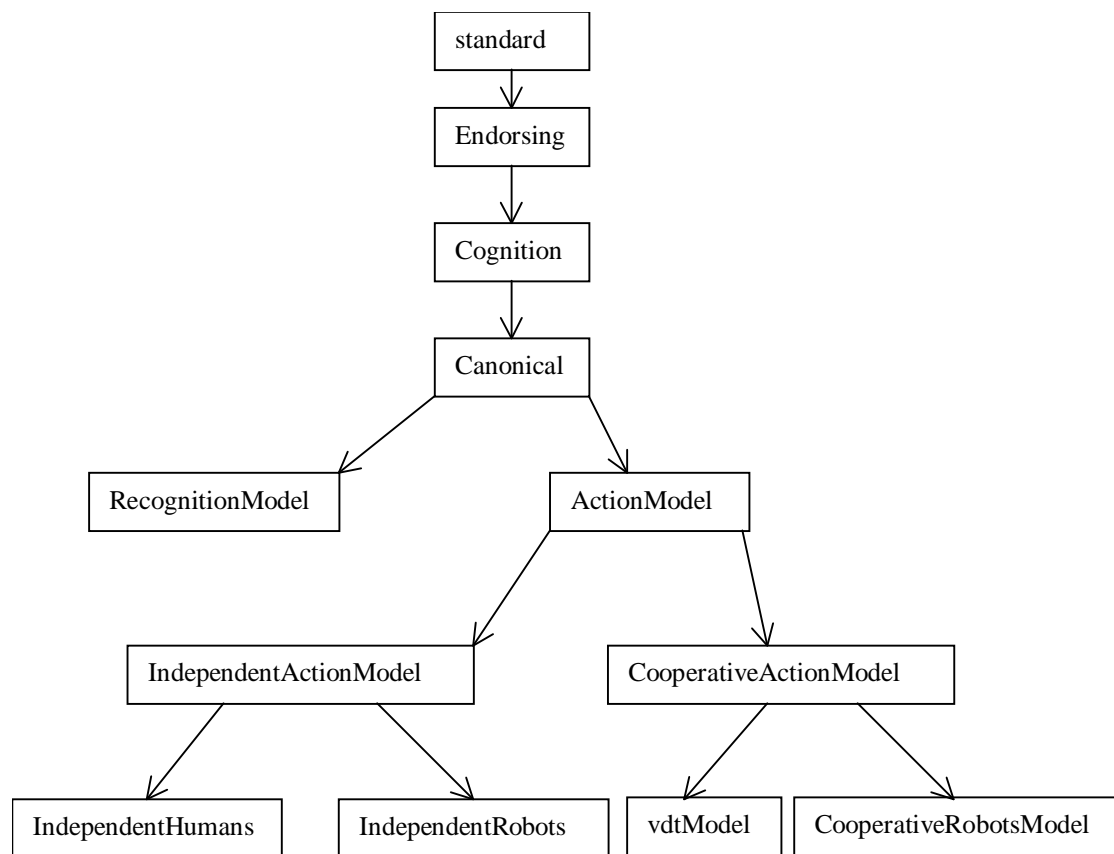 standard
Endorsing
Cognition
Canonical
RecognitionModel
ActionModel
IndependentActionModel
CooperativeActionModel
IndependentHumans
IndependentRobots
vdtModel
CooperativeRobotsModel